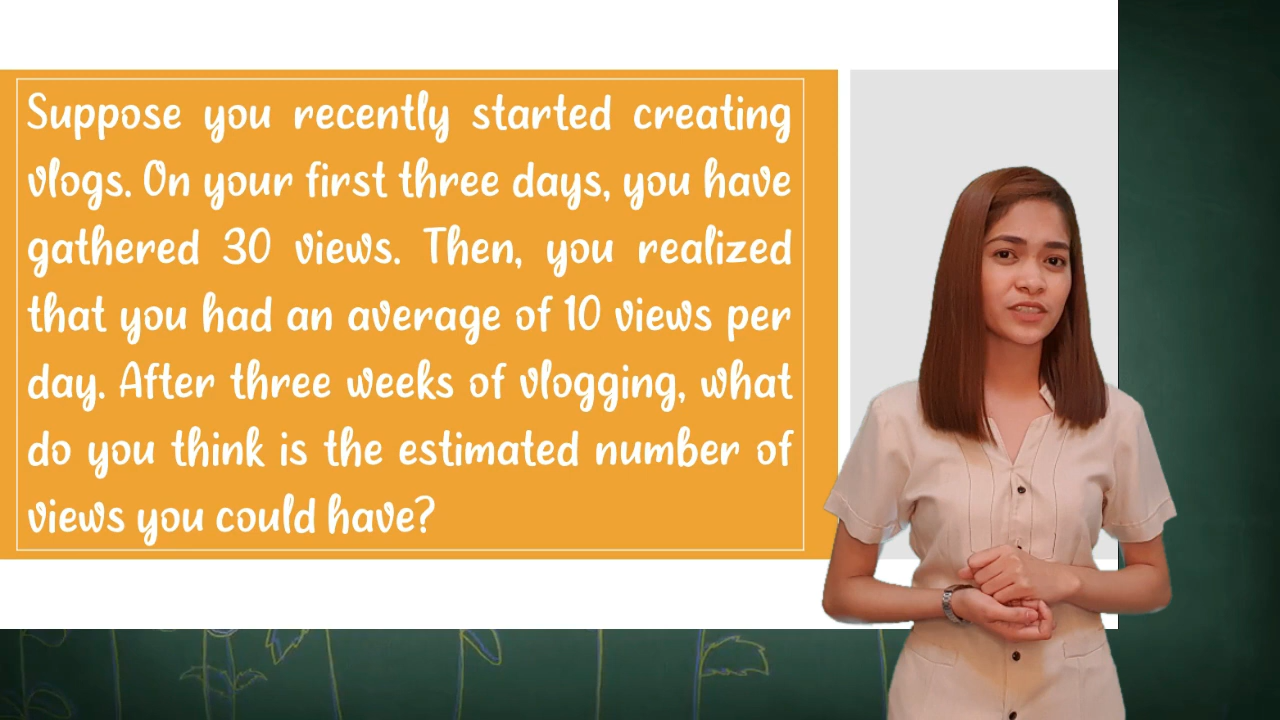 Suppose you recently started creating
vlogs. On your first three days, you have
gathered 30 views. Then, you realized
that you had an average of 10 views per
day. After three weeks of vlogging, what
do you think is the estimated number of
views you could have?